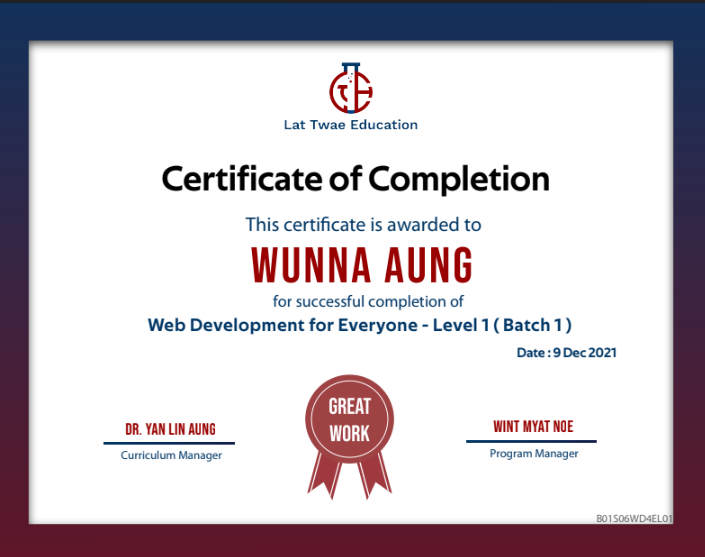 Lat Twae Education
Certificate of Completion
This certificate is awarded to
WUNNA AUNG
for successful completion of
Web Development for Everyone - Level 1 ( Batch 1 )
Date : 9 Dec 2021
GREAT
WORK
DR. YAN LIN AUNG
Curriculum Manager
WINT MYAT NOE
Program Manager
B01S06WD4EL01